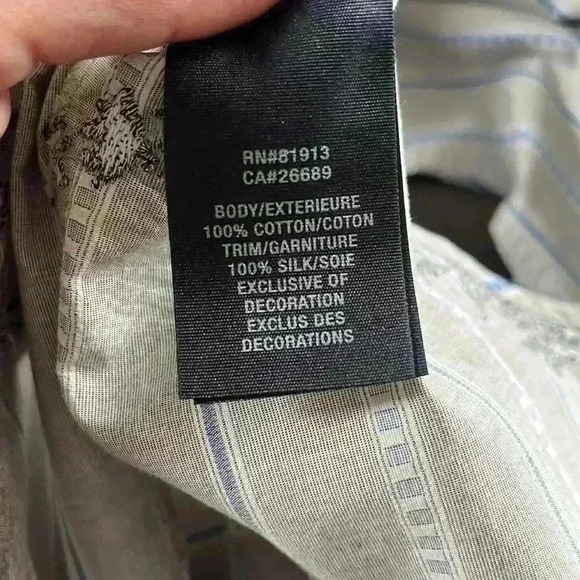 RN#81913
CA#26689
BODY/EXTERIEURE
100% COTTON/COTON
TRIM/GARNITURE
100% SILK/SOIE
EXCLUSIVE OF
DECORATION
EXCLUS DES
DECORATIONS